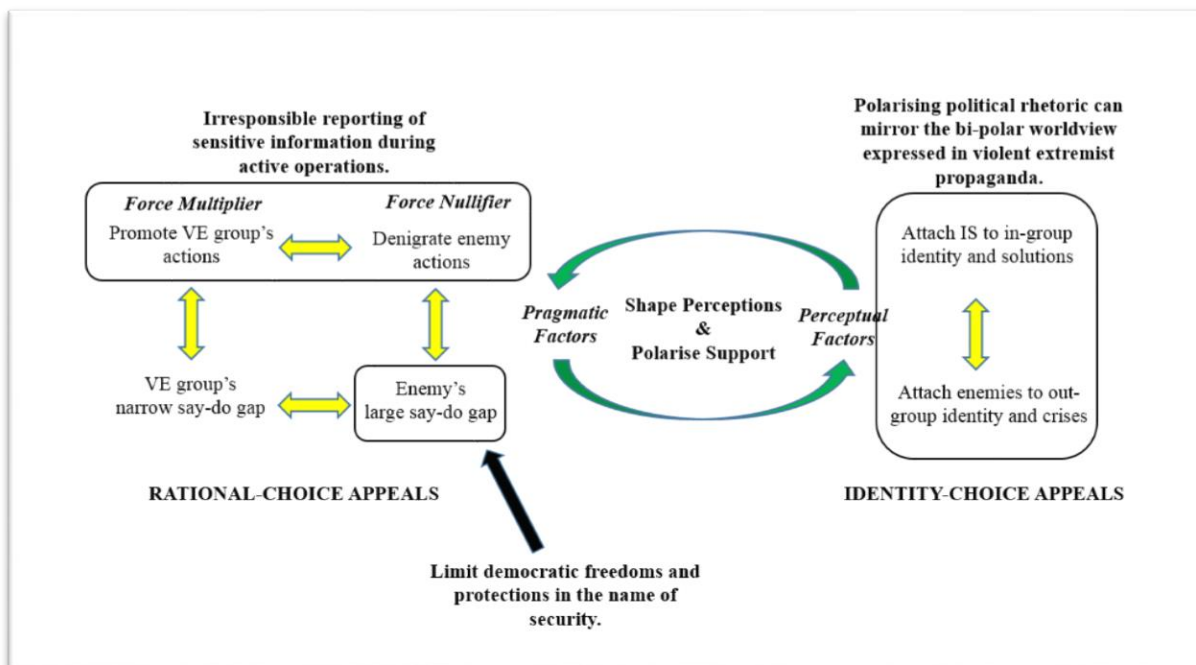 Irresponsible reporting of
sensitive information during
active operations.
Force Multiplier
Promote VE group's
actions
Force Nullifier
Denigrate enemy
actions
VE group's
narrow say-do gap
Enemy's
large say-do gap
RATIONAL-CHOICE APPEALS
Limit democratic freedoms and
protections in the name of
security.
Pragmatic
Factors
Shape Perceptions
&
Polarise Support
Perceptual
Factors
Polarising political rhetoric can
mirror the bi-polar worldview
expressed in violent extremist
propaganda.
Attach IS to in-group
identity and solutions
Attach enemies to out-
group identity and crises
IDENTITY-CHOICE APPEALS